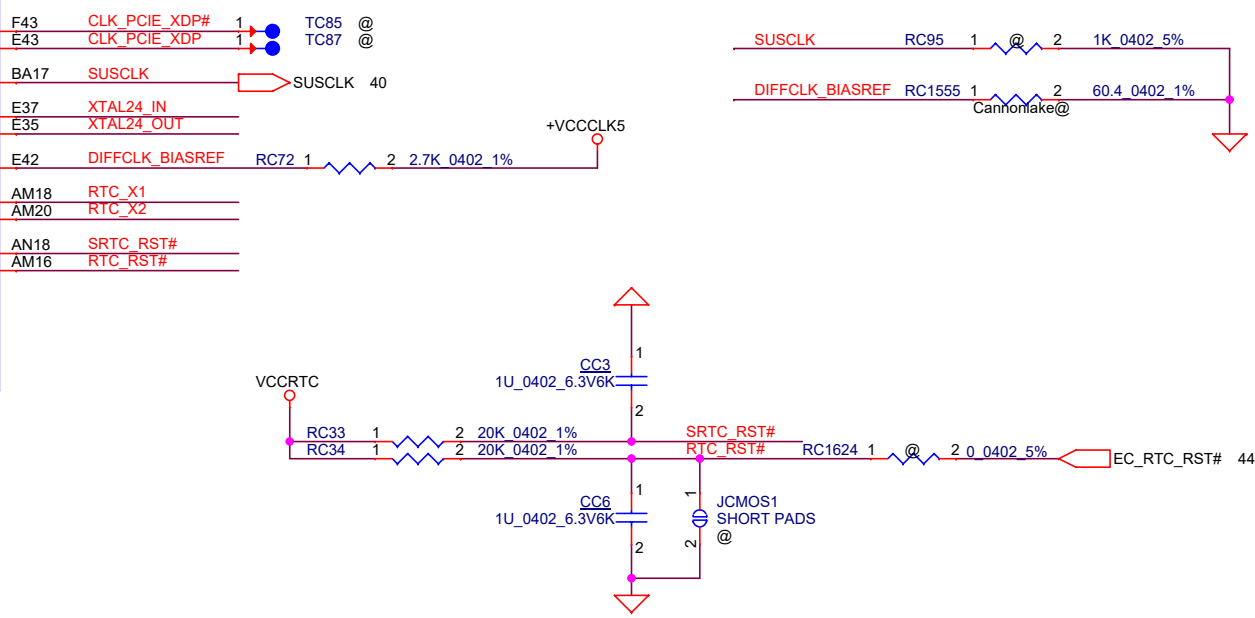 F43 CLK_PCIE_XDP# 1 TC85 @
E43 CLK_PCIE_XDP 1 TC87 @
SUSCLK RC95 1 @ 2 1K_0402_5%
BA17 SUSCLK SUSCLK 40
DIFFCLK_BIASREF RC1555 1 2 60.4_0402_1%
Cannonlake@
E37 XTAL24_IN
E35 XTAL24_OUT
+VCCCLK5
E42 DIFFCLK_BIASREF RC72 1 2 2.7K_0402_1%
AM18 RTC_X1
AM20 RTC_X2
AN18 SRTC_RST#
AM16 RTC_RST#
1
CC3
1U_0402_6.3V6K
2
VCCRTC
RC33 1 2 20K_0402_1% SRTC_RST#
RC34 1 2 20K_0402_1% RTC_RST# RC1624 1 @ 2 0_0402_5% EC_RTC_RST# 44
1 1
CC6 JCMOS1
1U_0402_6.3V6K SHORT PADS
2 2 @